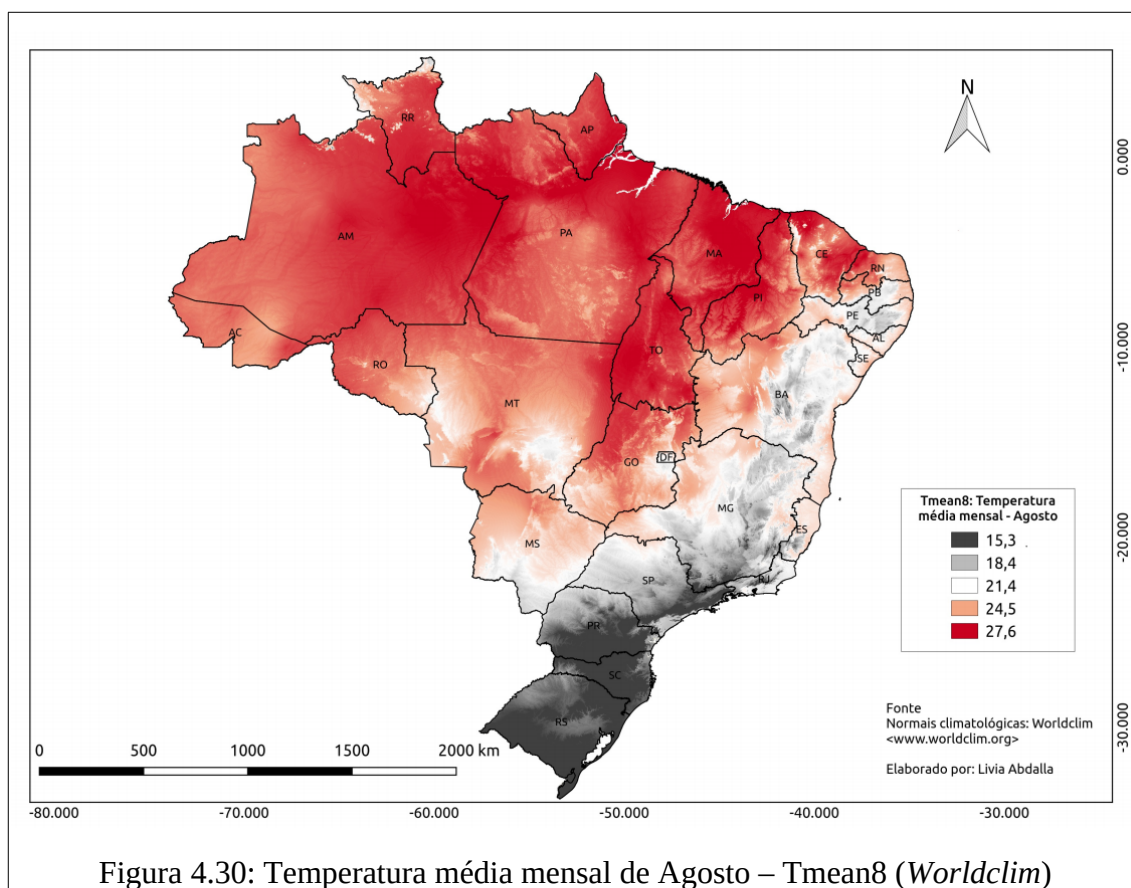 N
RR
AP
AM
PA
MA
CE
RN
PB
PI
PE
AL
AC
SE
TO
RO
BA
MT
GO
DF
MG
ES
MS
SP
RJ
PR
SC
RS
0.000
-10.000
-20.000
-30.000
Tmean8: Temperatura
média mensal - Agosto
15,3
18,4
21,4
24,5
27,6
Fonte
Normais climatológicas: Worldclim
<www.worldclim.org>
Elaborado por: Livia Abdalla
0 500 1000 1500 2000 km
-80.000 -70.000 -60.000 -50.000 -40.000 -30.000
Figura 4.30: Temperatura média mensal de Agosto – Tmean8 (Worldclim)